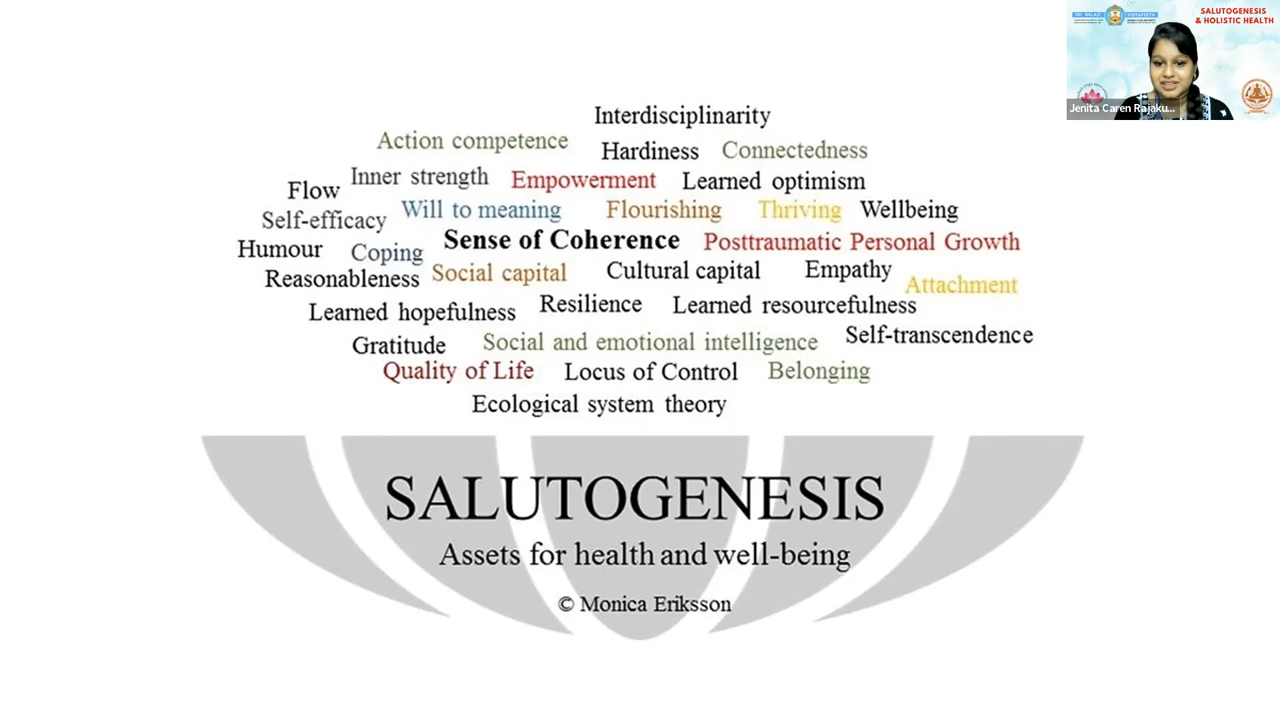 SRI BALAJI VIDYAPEETH
SALUTOGENESIS
& HOLISTIC HEALTH
Jenita Caren Rajaku...
Interdisciplinarity
Action competence
Hardiness Connectedness
Flow Inner strength Empowerment Learned optimism
Self-efficacy Will to meaning Flourishing Thriving Wellbeing
Humour Coping Sense of Coherence Posttraumatic Personal Growth
Reasonableness Social capital Cultural capital Empathy Attachment
Learned hopefulness Resilience Learned resourcefulness
Gratitude Social and emotional intelligence Self-transcendence
Quality of Life Locus of Control Belonging
Ecological system theory
SALUTOGENESIS
Assets for health and well-being
© Monica Eriksson